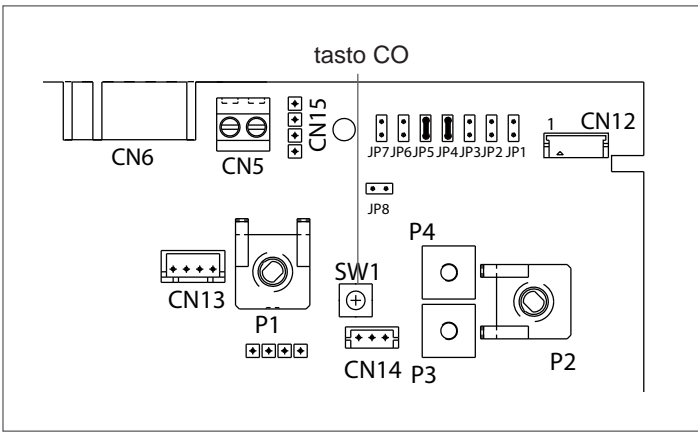 tasto CO
CN6
CN5
CN15
JP7 JP6 JP5 JP4 JP3 JP2 JP1
1 CN12
JP8
P4
CN13
P1
SW1
CN14
P3
P2